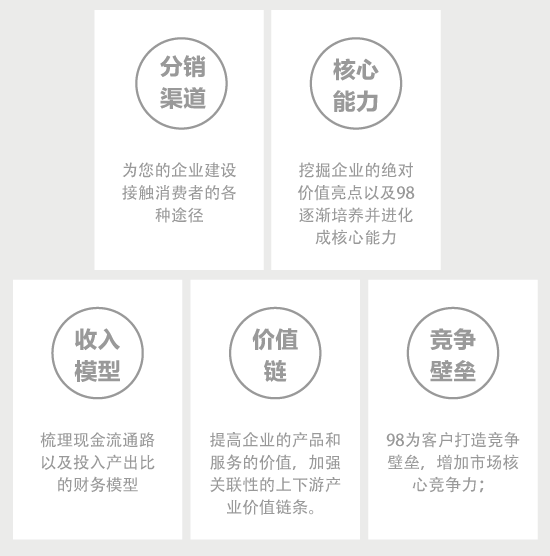 分销
渠道
为您的企业建设
接触消费者的各
种途径
核心
能力
挖掘企业的绝对
价值亮点以及98
逐渐培养并进化
成核心能力
收入
模型
梳理现金流通路
以及投入产出比
的财务模型
价值
链
提高企业的产品和
服务的价值，加强
关联性的上下游产
业价值链条。
竞争
壁垒
98为客户打造竞争
壁垒，增加市场核
心竞争力；